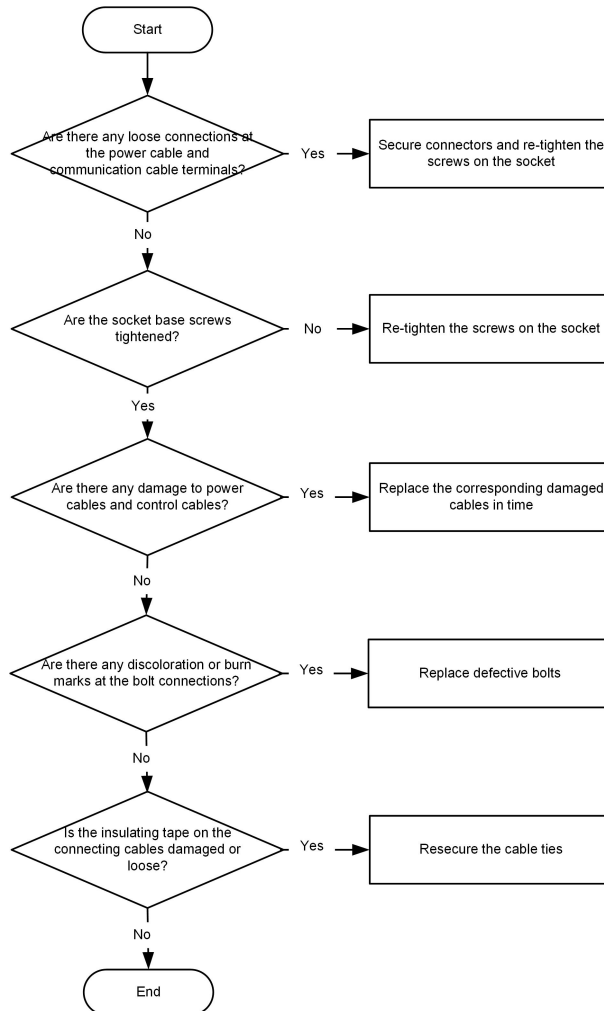 Start
Are there any loose connections at
the power cable and
communication cable terminals?
Yes
Secure connectors and re-tighten the
screws on the socket
No
Are the socket base screws
tightened?
No
Re-tighten the screws on the socket
Yes
Are there any damage to power
cables and control cables?
Yes
Replace the corresponding damaged
cables in time
No
Are there any discoloration or burn
marks at the bolt connections?
Yes
Replace defective bolts
No
Is the insulating tape on the
connecting cables damaged or
loose?
Yes
Resecure the cable ties
No
End